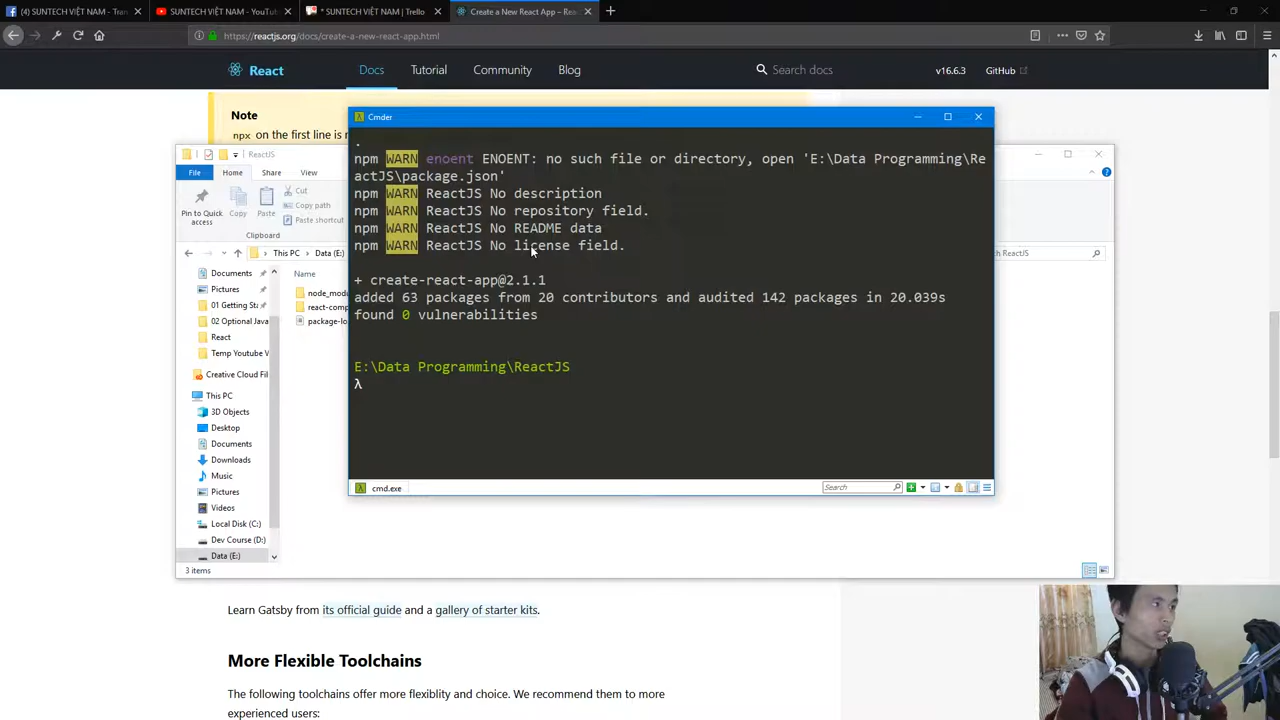 (4) SUNTECH VIỆT NAM - Tran
SUNTECH VIỆT NAM - YouTu
* SUNTECH VIỆT NAM | Trello
Create a New React App – Rea
https://reactjs.org/docs/create-a-new-react-app.html
React
Docs
Tutorial
Community
Blog
Search docs
v16.6.3
GitHub
Note
npx on the first line is n
ReactJS
File
Home
Share
View
Pin to Quick
access
Copy
Paste
Cut
Copy path
Paste shortcut
This PC
Data (E:)
ch ReactJS
Documents
Pictures
01 Getting Sta
02 Optional Java
React
Temp Youtube V
Creative Cloud Fil
This PC
3D Objects
Desktop
Documents
Downloads
Music
Pictures
Videos
Local Disk (C:)
Dev Course (D:)
Data (E:)
Name
node_mod
react-comp
package-lo
3 items
Cmder
.
npm WARN enoent ENOENT: no such file or directory, open 'E:\Data Programming\Re
actJS\package.json'
npm WARN ReactJS No description
npm WARN ReactJS No repository field.
npm WARN ReactJS No README data
npm WARN ReactJS No license field.
+ create-react-app@2.1.1
added 63 packages from 20 contributors and audited 142 packages in 20.039s
found 0 vulnerabilities
E:\Data Programming\ReactJS
λ
cmd.exe
Search
Learn Gatsby from its official guide and a gallery of starter kits.
More Flexible Toolchains
The following toolchains offer more flexiblity and choice. We recommend them to more
experienced users: